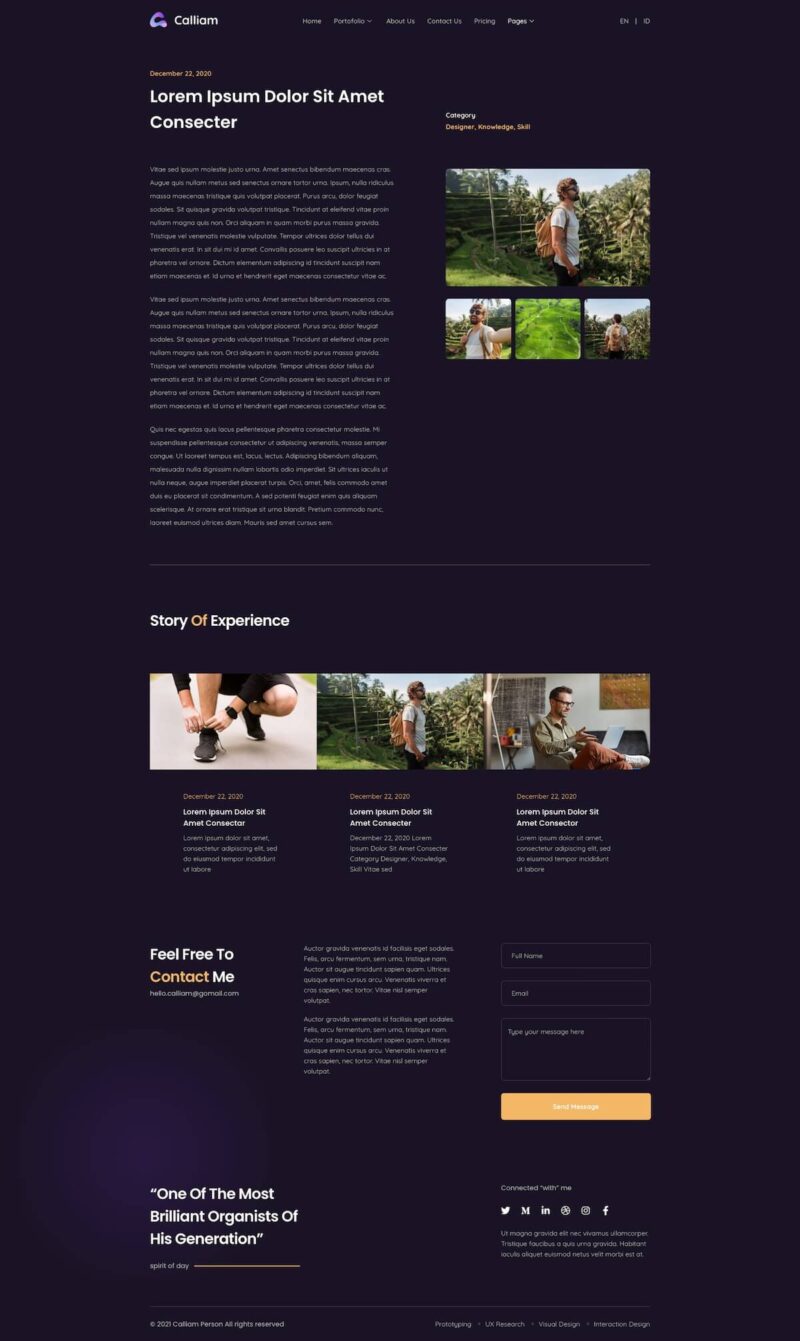 Calliam
Home Portofolio About Us Contact Us Pricing Pages
EN | ID
December 22, 2020
Lorem Ipsum Dolor Sit Amet
Consecter
Category
Designer, Knowledge, Skill
Vitae sed ipsum molestie justo urna. Amet senectus bibendum maecenas cras.
Augue quis nullam metus sed senectus ornare tortor urna. Ipsum, nulla ridiculus
massa maecenas tristique quis volutpat placerat. Purus arcu, dolor feugiat
sodales. Sit quisque gravida volutpat tristique. Tincidunt at eleifend vitae proin
nullam magna quis non. Orci aliquam in quam morbi purus massa gravida.
Tristique vel venenatis molestie vulputate. Tempor ultrices dolor tellus dui
venenatis erat. In sit dui mi id amet. Convallis posuere leo suscipit ultricies in at
pharetra vel ornare. Dictum elementum adipiscing id tincidunt suscipit nam
etiam maecenas et. Id urna et hendrerit eget maecenas consectetur vitae ac.
Vitae sed ipsum molestie justo urna. Amet senectus bibendum maecenas cras.
Augue quis nullam metus sed senectus ornare tortor urna. Ipsum, nulla ridiculus
massa maecenas tristique quis volutpat placerat. Purus arcu, dolor feugiat
sodales. Sit quisque gravida volutpat tristique. Tincidunt at eleifend vitae proin
nullam magna quis non. Orci aliquam in quam morbi purus massa gravida.
Tristique vel venenatis molestie vulputate. Tempor ultrices dolor tellus dui
venenatis erat. In sit dui mi id amet. Convallis posuere leo suscipit ultricies in at
pharetra vel ornare. Dictum elementum adipiscing id tincidunt suscipit nam
etiam maecenas et. Id urna et hendrerit eget maecenas consectetur vitae ac.
Quis nec egestas quis lacus pellentesque pharetra consectetur molestie. Mi
suspendisse pellentesque consectetur ut adipiscing venenatis, massa semper
congue. Ut laoreet tempus est, lacus, lectus. Adipiscing bibendum aliquam,
malesuada nulla dignissim nullam lobortis odio imperdiet. Sit ultrices iaculis ut
nulla neque, augue imperdiet placerat turpis. Orci, amet, felis commodo amet
duis eu placerat sit condimentum. A sed potenti feugiat enim quis aliquam
scelerisque. At ornare erat tristique sit urna blandit. Pretium commodo nunc,
laoreet euismod ultrices diam. Mauris sed amet cursus sem.
Story Of Experience
December 22, 2020
Lorem Ipsum Dolor Sit
Amet Consectar
Lorem ipsum dolor sit amet,
consectetur adipiscing elit, sed
do eiusmod tempor incididunt
ut labore
December 22, 2020
Lorem Ipsum Dolor Sit
Amet Consecter
December 22, 2020 Lorem
Ipsum Dolor Sit Amet Consecter
Category Designer, Knowledge,
Skill Vitae sed
December 22, 2020
Lorem Ipsum Dolor Sit
Amet Consector
Lorem ipsum dolor sit amet,
consectetur adipiscing elit, sed
do eiusmod tempor incididunt
ut labore
Feel Free To
Contact Me
hello.calliam@gomail.com
Auctor gravida venenatis id facilisis eget sodales.
Felis, arcu fermentum, sem urna, tristique nam.
Auctor sit augue tincidunt sapien quam. Ultrices
quisque enim cursus arcu. Venenatis viverra et
cras sapien, nec tortor. Vitae nisl semper
volutpat.
Auctor gravida venenatis id facilisis eget sodales.
Felis, arcu fermentum, sem urna, tristique nam.
Auctor sit augue tincidunt sapien quam. Ultrices
quisque enim cursus arcu. Venenatis viverra et
cras sapien, nec tortor. Vitae nisl semper
volutpat.
Full Name
Email
Type your message here
Send Message
“One Of The Most
Brilliant Organists Of
His Generation”
spirit of day
Connected “with” me
Ut magna gravida elit nec vivamus ullamcorper.
Tristique faucibus a quis urna gravida. Habitant
iaculis aliquet euismod netus velit morbi est at.
© 2021 Calliam Person All rights reserved
Prototyping UX Research Visual Design Interaction Design